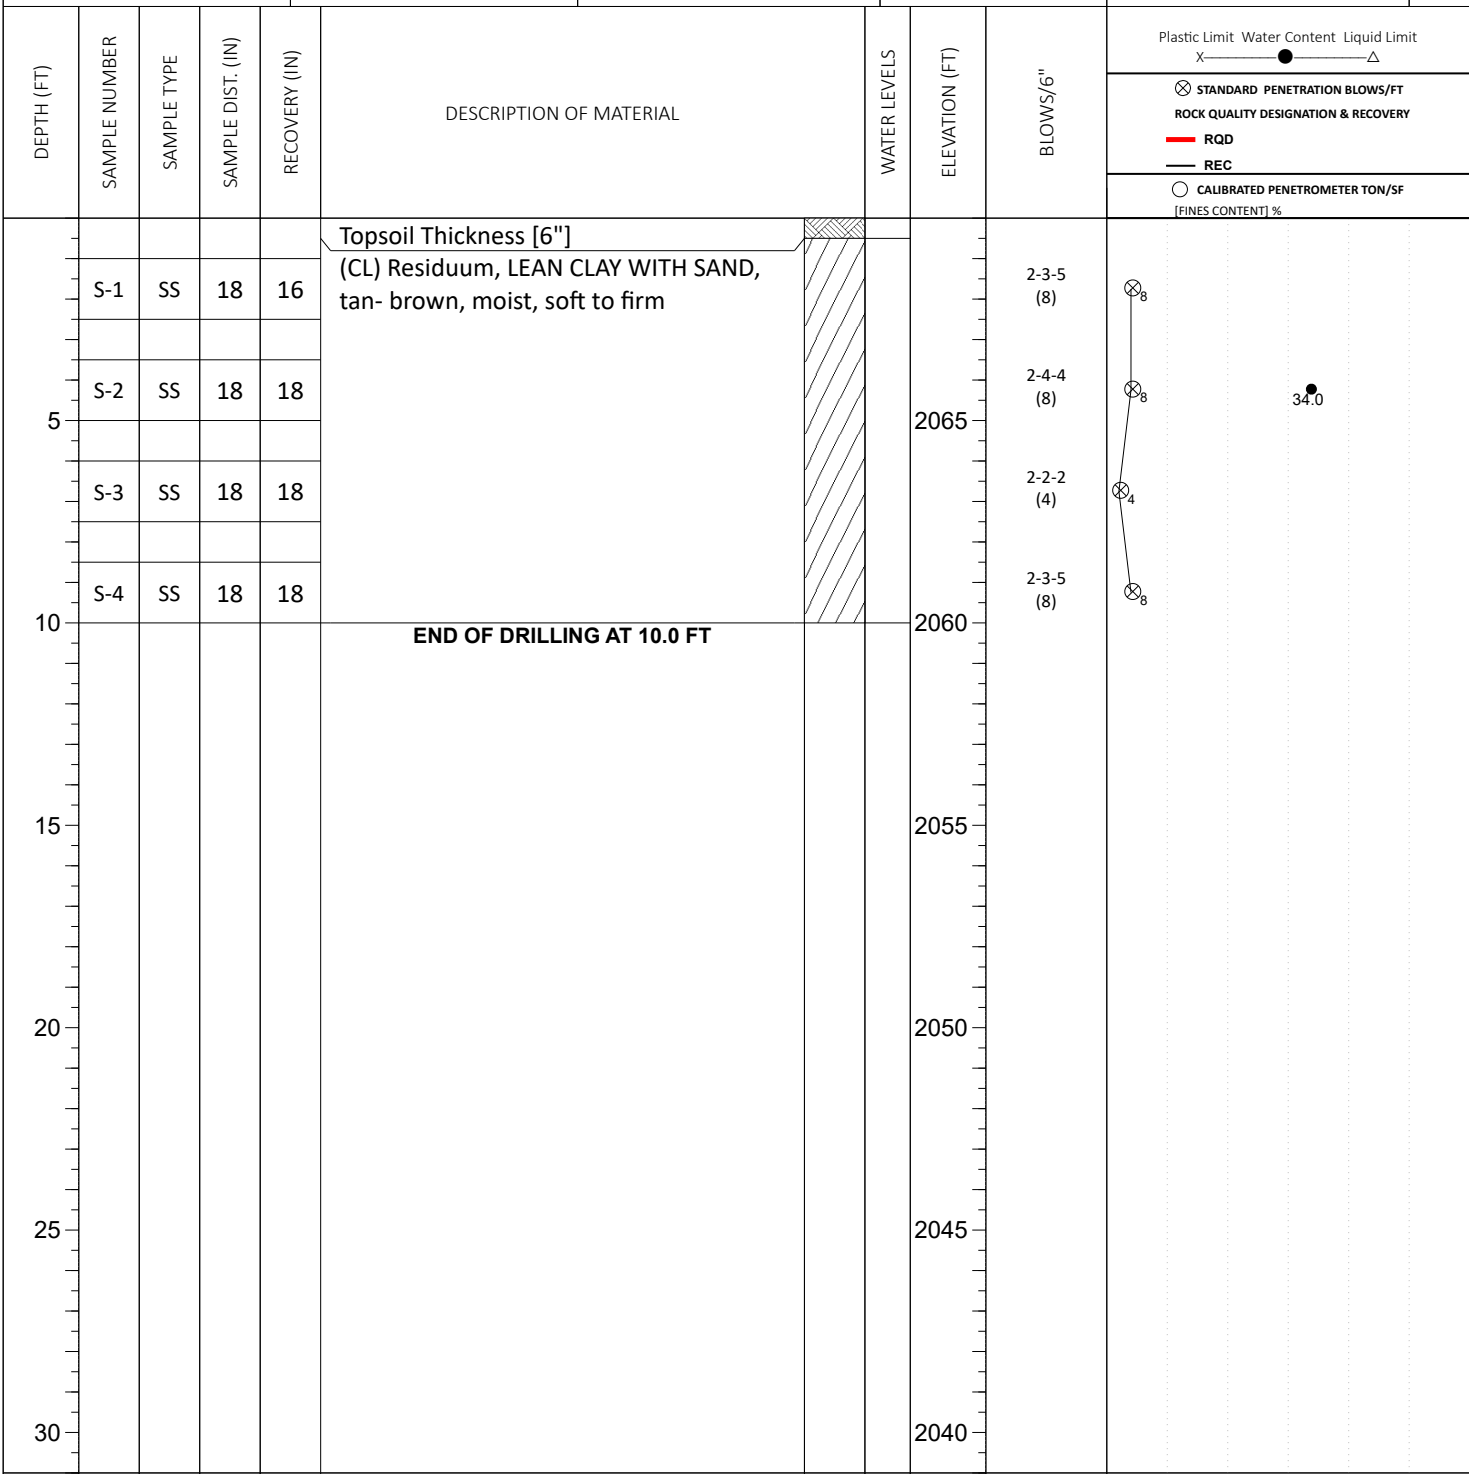 DEPTH (FT)
SAMPLE NUMBER
SAMPLE TYPE
SAMPLE DIST. (IN)
RECOVERY (IN)
DESCRIPTION OF MATERIAL
WATER LEVELS
ELEVATION (FT)
BLOWS/6"
Plastic Limit Water Content Liquid Limit
X
STANDARD PENETRATION BLOWS/FT
ROCK QUALITY DESIGNATION & RECOVERY
RQD
REC
CALIBRATED PENETROMETER TON/SF
[FINES CONTENT] %
Topsoil Thickness [6"]
(CL) Residuum, LEAN CLAY WITH SAND,
tan- brown, moist, soft to firm
S-1 SS 18 16
2-3-5
(8)
8
S-2 SS 18 18
2-4-4
(8)
8
34.0
5
2065
S-3 SS 18 18
2-2-2
(4)
4
S-4 SS 18 18
2-3-5
(8)
8
10
2060
END OF DRILLING AT 10.0 FT
15
2055
20
2050
25
2045
30
2040